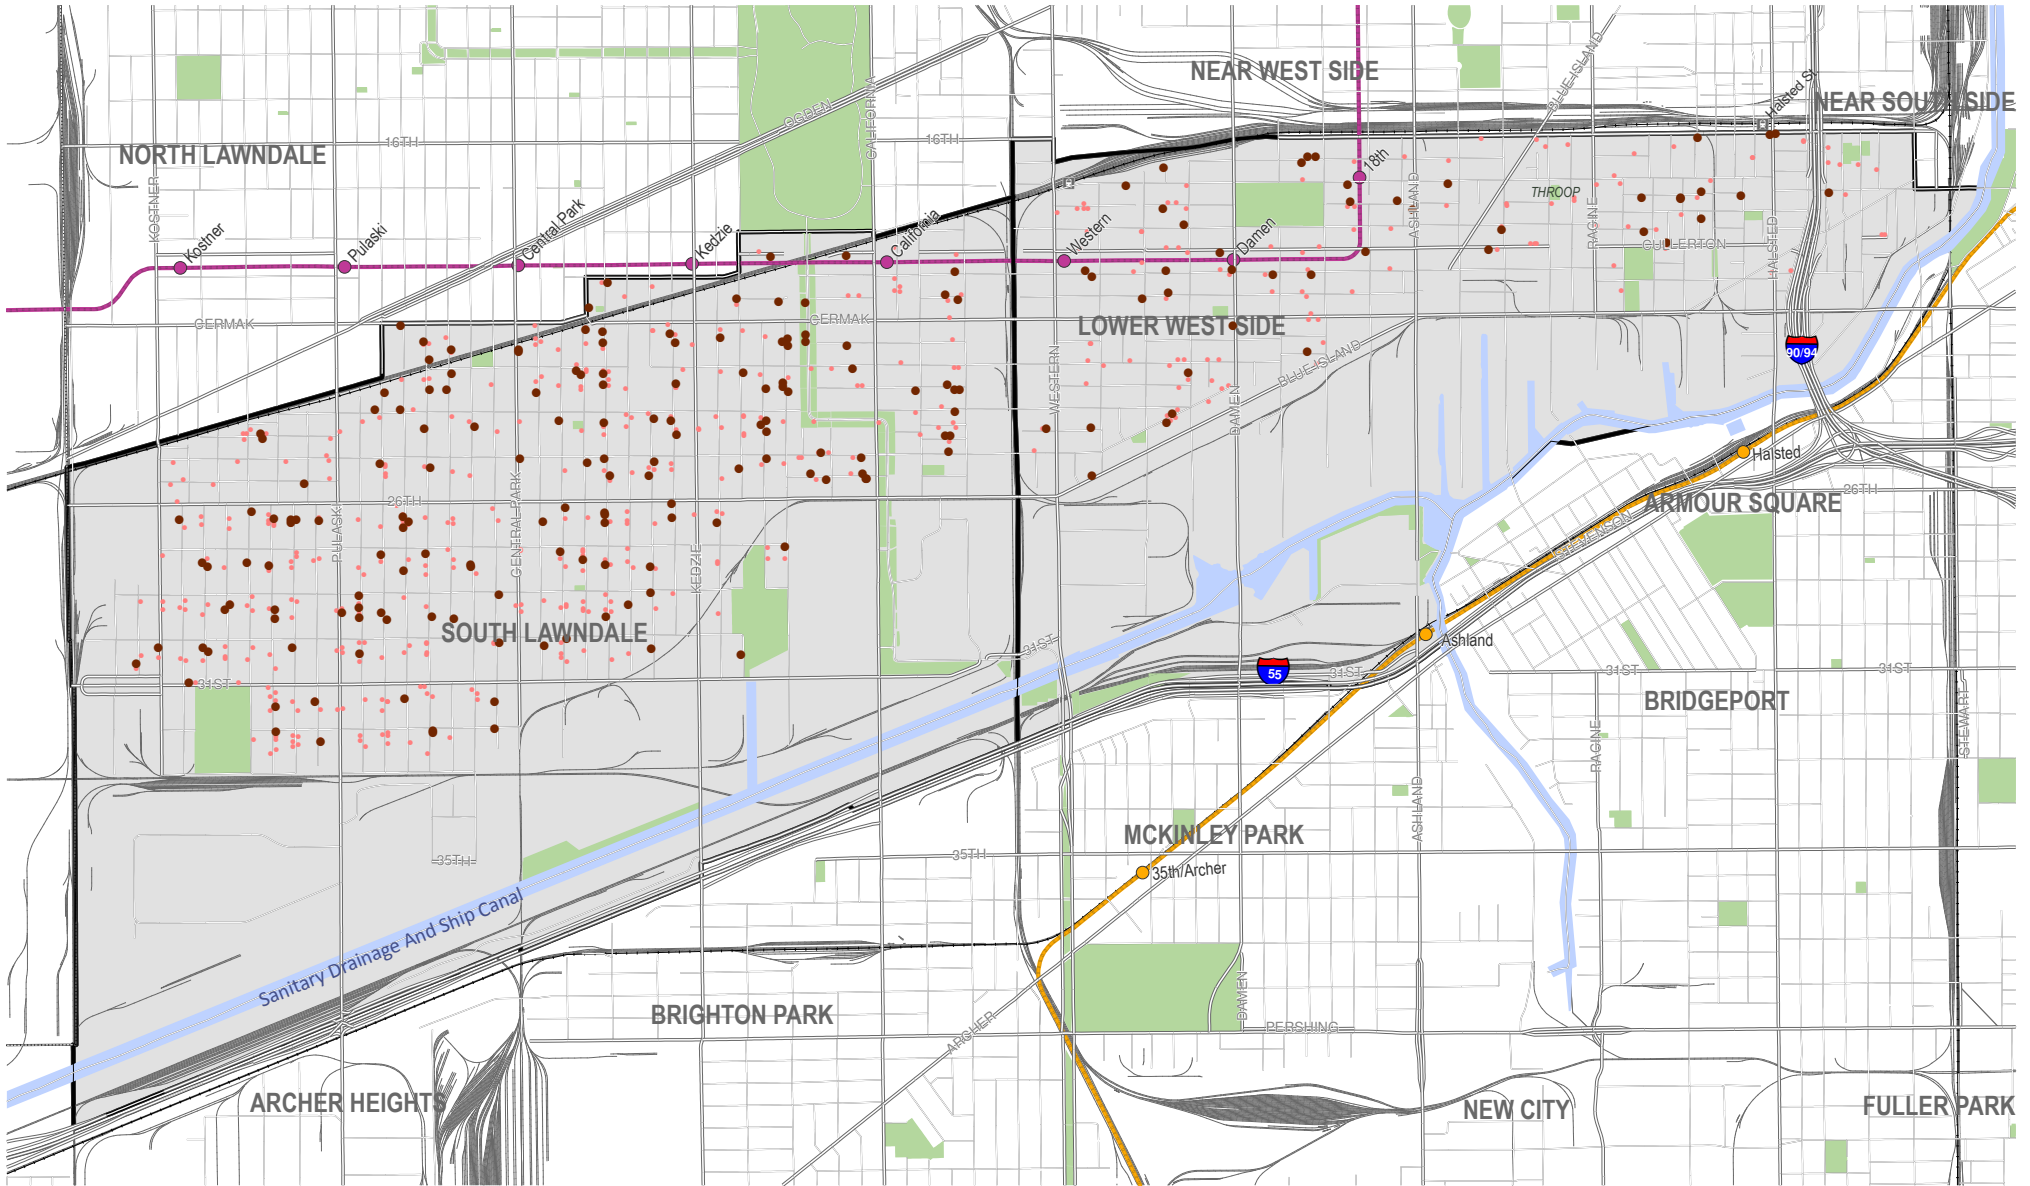 NEAR WEST SIDE
BLUE ISLAND
Halsted St
NEAR SOUTH SIDE
OGDEN
CALIFORNIA
16TH
16TH
NORTH LAWNDALE
18th
KOSTNER
ASHLAND
THROOP
RACINE
HALSTED
CULLERTON
Kostner
Pulaski
Central Park
Kedzie
California
Western
Damen
CERMAK
CERMAK
LOWER WEST SIDE
BLUE ISLAND
90/94
WESTERN
DAMEN
Halsted
26TH
26TH
ARMOUR SQUARE
STEVENSON
PULASKI
CENTRAL PARK
KEDZIE
SOUTH LAWNDALE
31ST
Ashland
55
31ST
31ST
31ST
31ST
BRIDGEPORT
RACINE
STEWART
ASHLAND
MCKINLEY PARK
35TH
35TH
35th/Archer
Sanitary Drainage And Ship Canal
DAMEN
BRIGHTON PARK
ARCHER
PERSHING
ARCHER HEIGHTS
NEW CITY
FULLER PARK